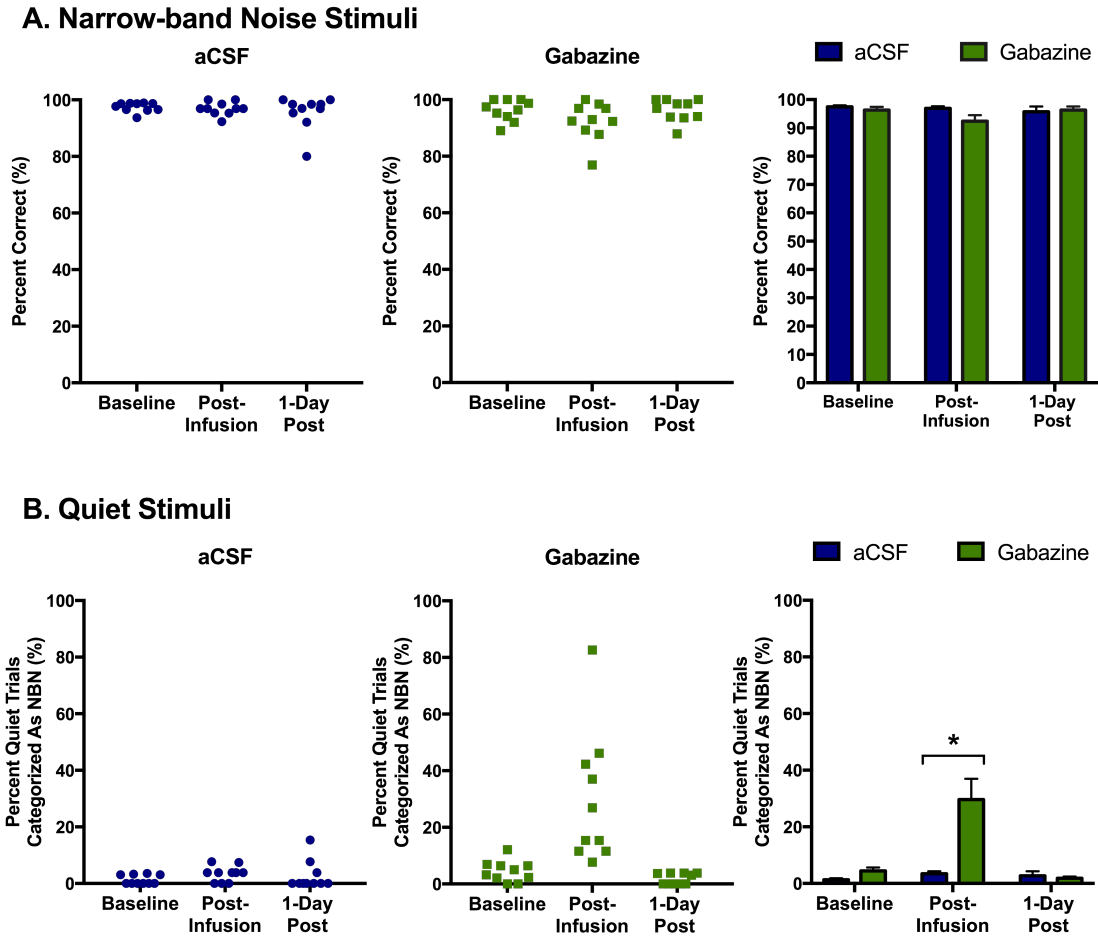 A. Narrow-band Noise Stimuli
aCSF
Percent Correct (%)
100
80
60
40
20
0
Baseline
Post-
Infusion
1-Day
Post
Gabazine
Percent Correct (%)
100
80
60
40
20
0
Baseline
Post-
Infusion
1-Day
Post
aCSF
Gabazine
Percent Correct (%)
100
90
80
70
60
50
40
30
20
10
0
Baseline
Post-
Infusion
1-Day
Post
B. Quiet Stimuli
aCSF
Percent Quiet Trials
Categorized As NBN (%)
100
80
60
40
20
0
Baseline
Post-
Infusion
1-Day
Post
Gabazine
Percent Quiet Trials
Categorized As NBN (%)
100
80
60
40
20
0
Baseline
Post-
Infusion
1-Day
Post
aCSF
Gabazine
Percent Quiet Trials
Categorized As NBN (%)
100
80
60
40
20
0
*
Baseline
Post-
Infusion
1-Day
Post